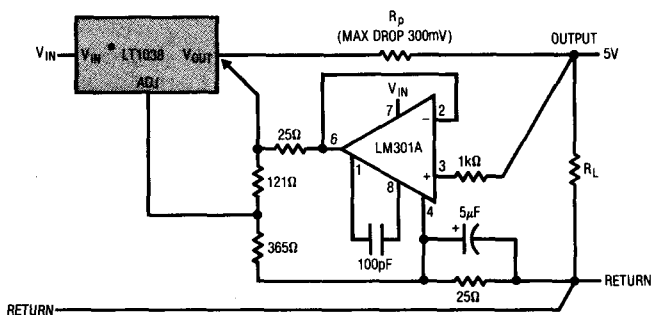 Rp
(MAX DROP 300mV)
OUTPUT
5V
VIN
VIN
LT1038
VOUT
ADJ
VIN
7
2
−
25Ω
6
LM301A
3
+
1kΩ
RL
1
8
4
121Ω
5μF
+
365Ω
100pF
25Ω
RETURN
RETURN